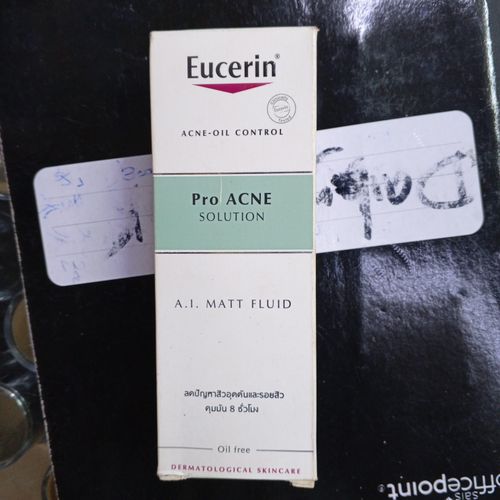 Eucerin®
ACNE-OIL CONTROL
Pro ACNE
SOLUTION
A.I. MATT FLUID
ลดปัญหาสิวอุดตันและรอยสิว
คุมมัน 8 ชั่วโมง
Oil free
DERMATOLOGICAL SKINCARE
officepoint